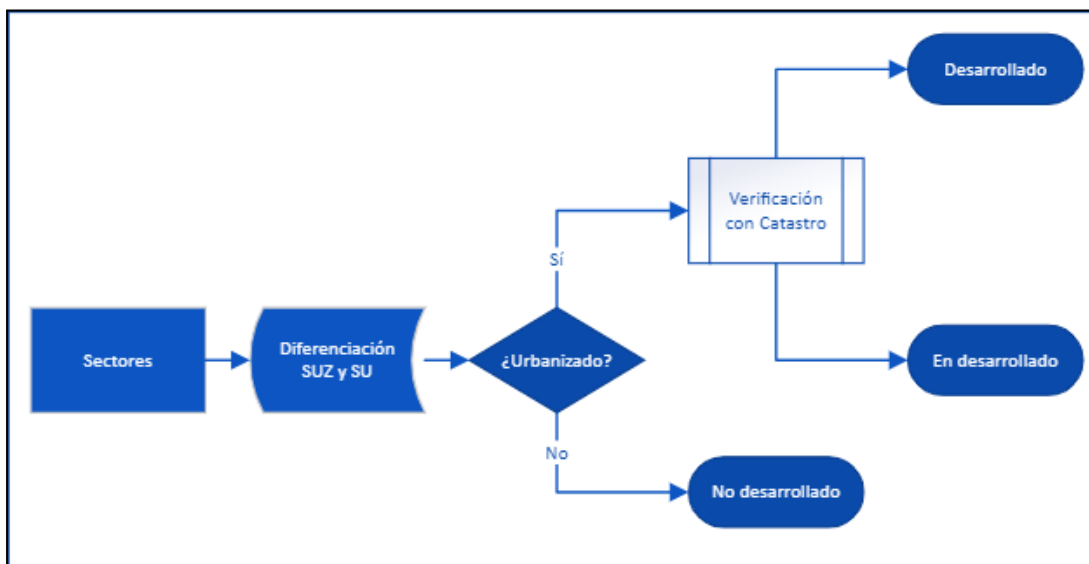 Sectores
Diferenciación
SUZ y SU
¿Urbanizado?
Sí
Verificación
con Catastro
Desarrollado
En desarrollado
No
No desarrollado